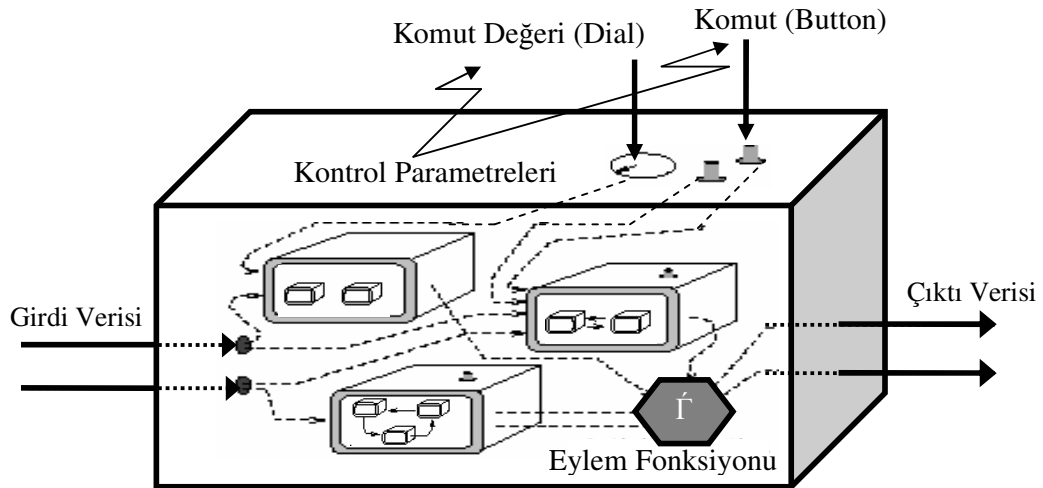 Komut Değeri (Dial)
Komut (Button)
Kontrol Parametreleri
Girdi Verisi
Çıktı Verisi
Eylem Fonksiyonu